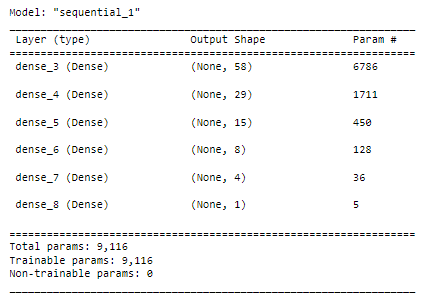 Model: "sequential_1"
Layer (type) Output Shape Param #
dense_3 (Dense) (None, 58) 6786
dense_4 (Dense) (None, 29) 1711
dense_5 (Dense) (None, 15) 450
dense_6 (Dense) (None, 8) 128
dense_7 (Dense) (None, 4) 36
dense_8 (Dense) (None, 1) 5
Total params: 9,116
Trainable params: 9,116
Non-trainable params: 0